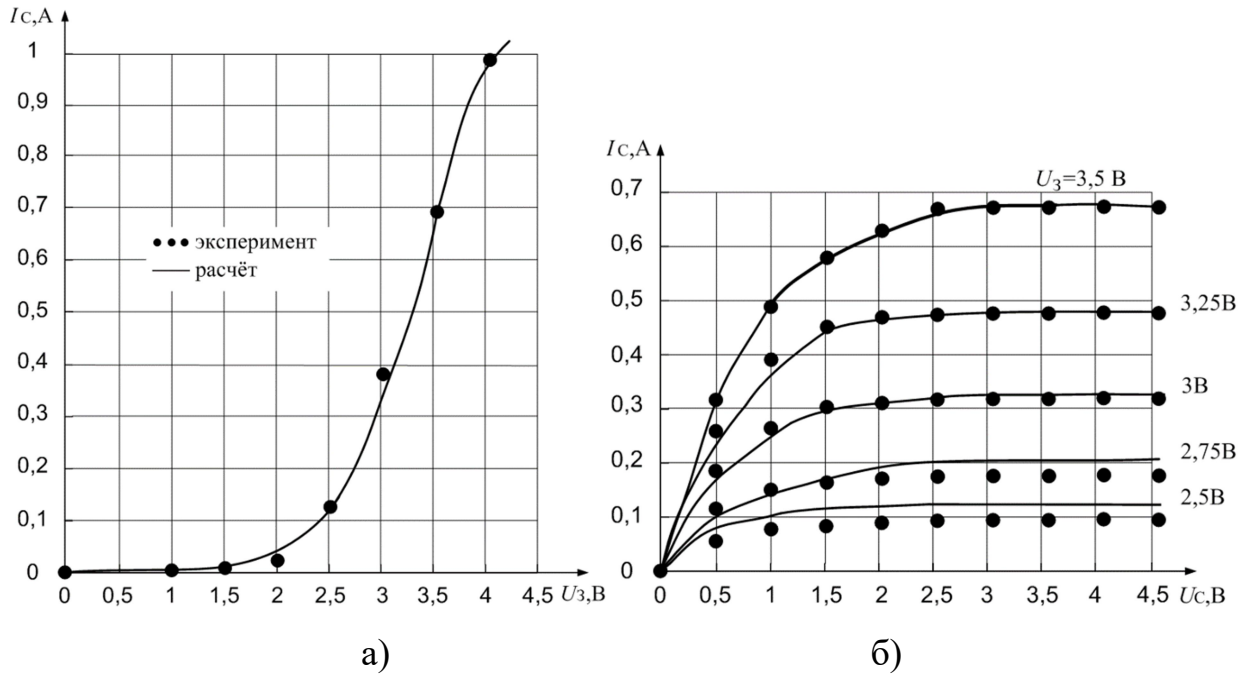 Iс,А
1
0,9
0,8
0,7
0,6
0,5
0,4
0,3
0,2
0,1
0
эксперимент
расчёт
0 1 1,5 2 2,5 3 3,5 4 4,5 Uз,В
а)
Iс,А
Uз=3,5 В
0,7
0,6
0,5
0,4
0,3
0,2
0,1
0
3,25В
3В
2,75В
2,5В
0 0,5 1 1,5 2 2,5 3 3,5 4 4,5 Uс,В
б)